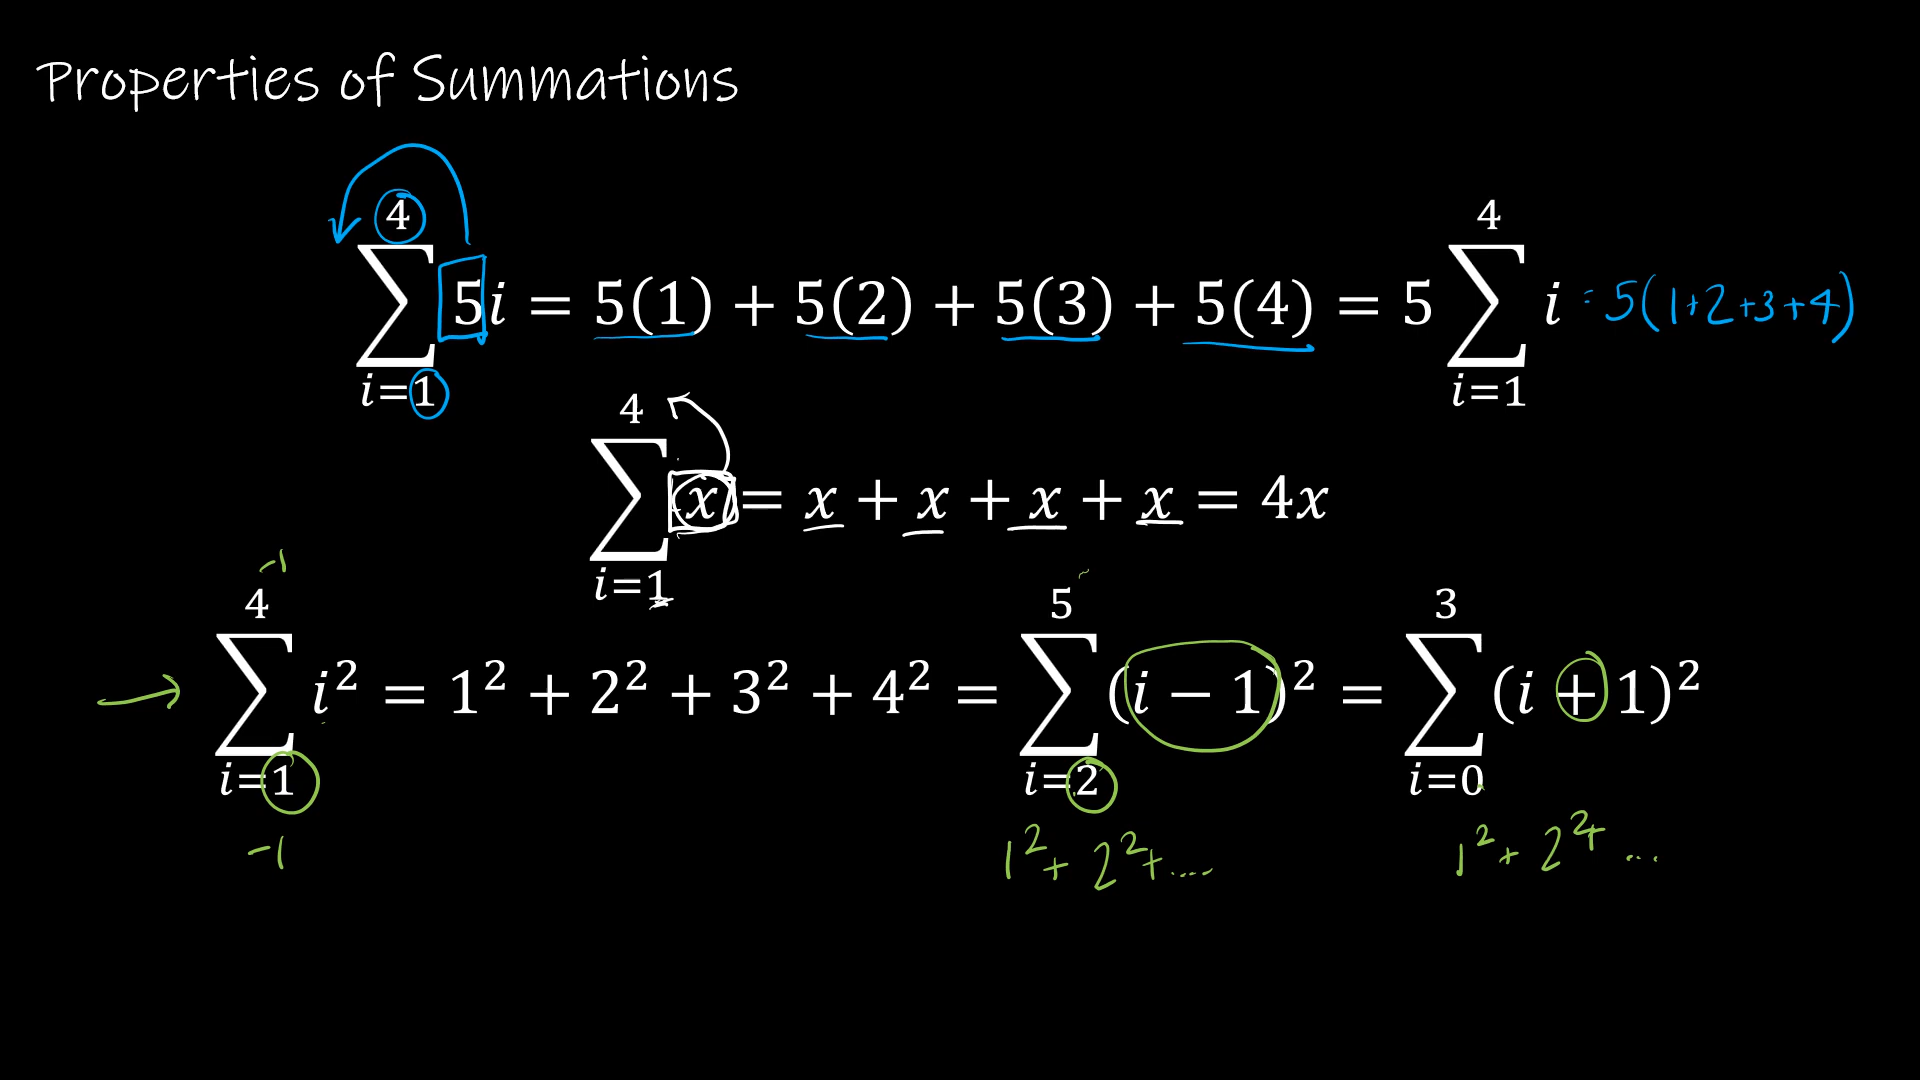 Properties of Summations
4
∑ 5i = 5(1) + 5(2) + 5(3) + 5(4) = 5 ∑ i = 5(1+2+3+4)
i=1
4
i=1
4
∑ x = x + x + x + x = 4x
i=1
-1
4
∑ i² = 1² + 2² + 3² + 4² = ∑ (i − 1)² = ∑ (i + 1)²
i=1
5
i=2
3
i=0
-1
1² + 2² + ....
1² + 2² + ...